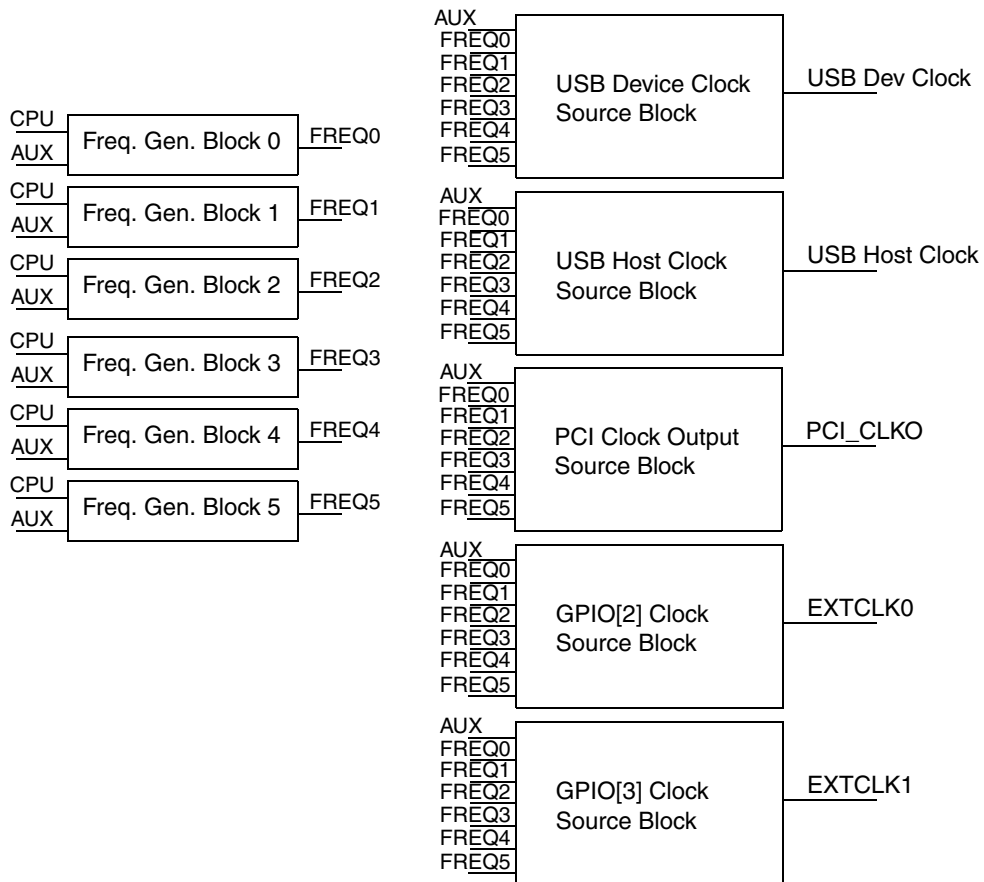 CPU
AUX
Freq. Gen. Block 0
FREQ0
CPU
AUX
Freq. Gen. Block 1
FREQ1
CPU
AUX
Freq. Gen. Block 2
FREQ2
CPU
AUX
Freq. Gen. Block 3
FREQ3
CPU
AUX
Freq. Gen. Block 4
FREQ4
CPU
AUX
Freq. Gen. Block 5
FREQ5
AUX
FREQ0
FREQ1
FREQ2
FREQ3
FREQ4
FREQ5
USB Device Clock
Source Block
USB Dev Clock
AUX
FREQ0
FREQ1
FREQ2
FREQ3
FREQ4
FREQ5
USB Host Clock
Source Block
USB Host Clock
AUX
FREQ0
FREQ1
FREQ2
FREQ3
FREQ4
FREQ5
PCI Clock Output
Source Block
PCI_CLKO
AUX
FREQ0
FREQ1
FREQ2
FREQ3
FREQ4
FREQ5
GPIO[2] Clock
Source Block
EXTCLK0
AUX
FREQ0
FREQ1
FREQ2
FREQ3
FREQ4
FREQ5
GPIO[3] Clock
Source Block
EXTCLK1